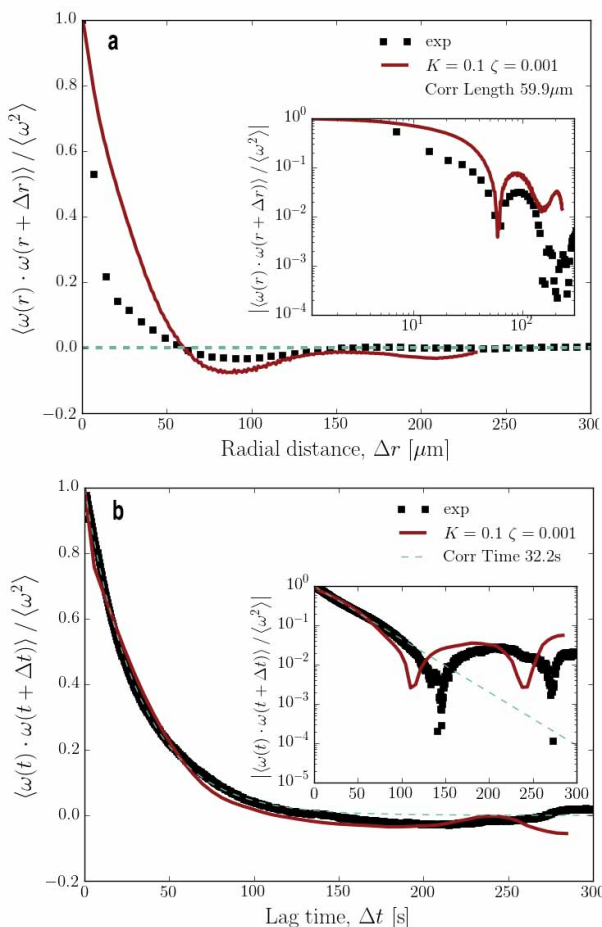 a
exp
K = 0.1 ζ = 0.001
Corr Length 59.9μm
⟨ω(r) · ω(r + Δr)⟩ / ⟨ω²⟩
1.0
0.8
0.6
0.4
0.2
0.0
−0.2
|⟨ω(r) · ω(r + Δr)⟩ / ⟨ω²⟩|
10⁰
10⁻¹
10⁻²
10⁻³
10⁻⁴
10¹ 10²
0 50 100 150 200 250 300
Radial distance, Δr [μm]
b
exp
K = 0.1 ζ = 0.001
Corr Time 32.2s
⟨ω(t) · ω(t + Δt)⟩ / ⟨ω²⟩
1.0
0.8
0.6
0.4
0.2
0.0
−0.2
|⟨ω(t) · ω(t + Δt)⟩ / ⟨ω²⟩|
10⁰
10⁻¹
10⁻²
10⁻³
10⁻⁴
10⁻⁵
0 50 100 150 200 250 300
0 50 100 150 200 250 300
Lag time, Δt [s]